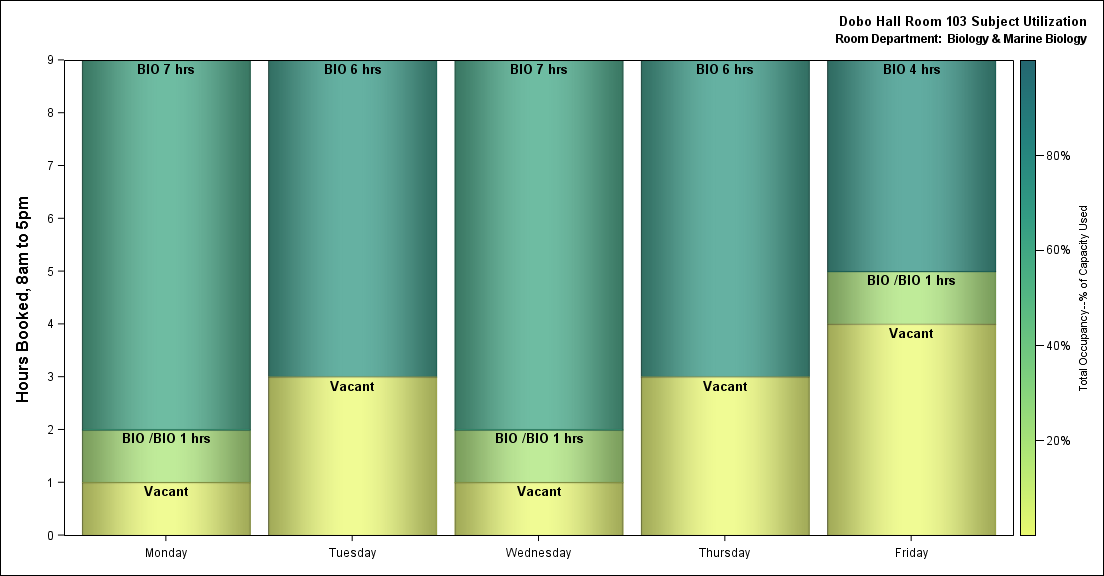 Dobo Hall Room 103 Subject Utilization
Room Department: Biology & Marine Biology
Hours Booked, 8am to 5pm
9
8
7
6
5
4
3
2
1
0
BIO 7 hrs
BIO /BIO 1 hrs
Vacant
BIO 6 hrs
Vacant
BIO 7 hrs
BIO /BIO 1 hrs
Vacant
BIO 6 hrs
Vacant
BIO 4 hrs
BIO /BIO 1 hrs
Vacant
Monday
Tuesday
Wednesday
Thursday
Friday
80%
60%
40%
20%
Total Occupancy--% of Capacity Used